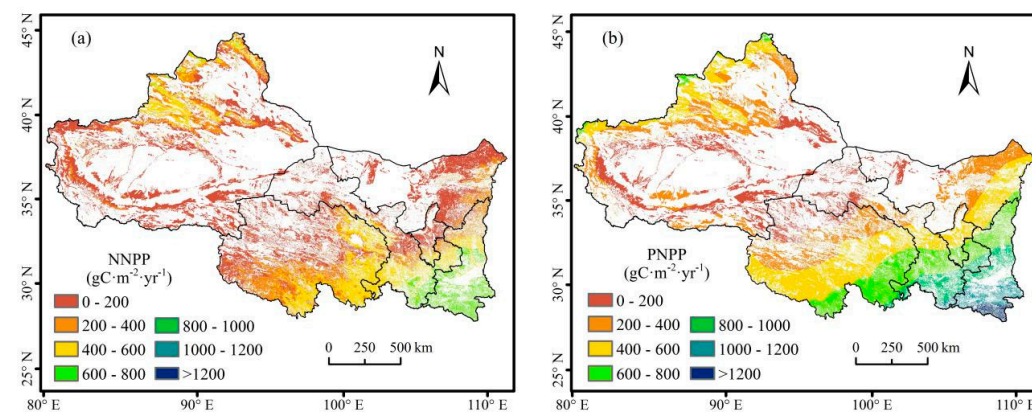 (a)
N
45° N
40° N
35° N
30° N
25° N
NNPP
(gC·m⁻²·yr⁻¹)
0 - 200
200 - 400
400 - 600
600 - 800
800 - 1000
1000 - 1200
>1200
0 250 500 km
80° E 90° E 100° E 110° E
(b)
N
45° N
40° N
35° N
30° N
25° N
PNPP
(gC·m⁻²·yr⁻¹)
0 - 200
200 - 400
400 - 600
600 - 800
800 - 1000
1000 - 1200
>1200
0 250 500 km
80° E 90° E 100° E 110° E